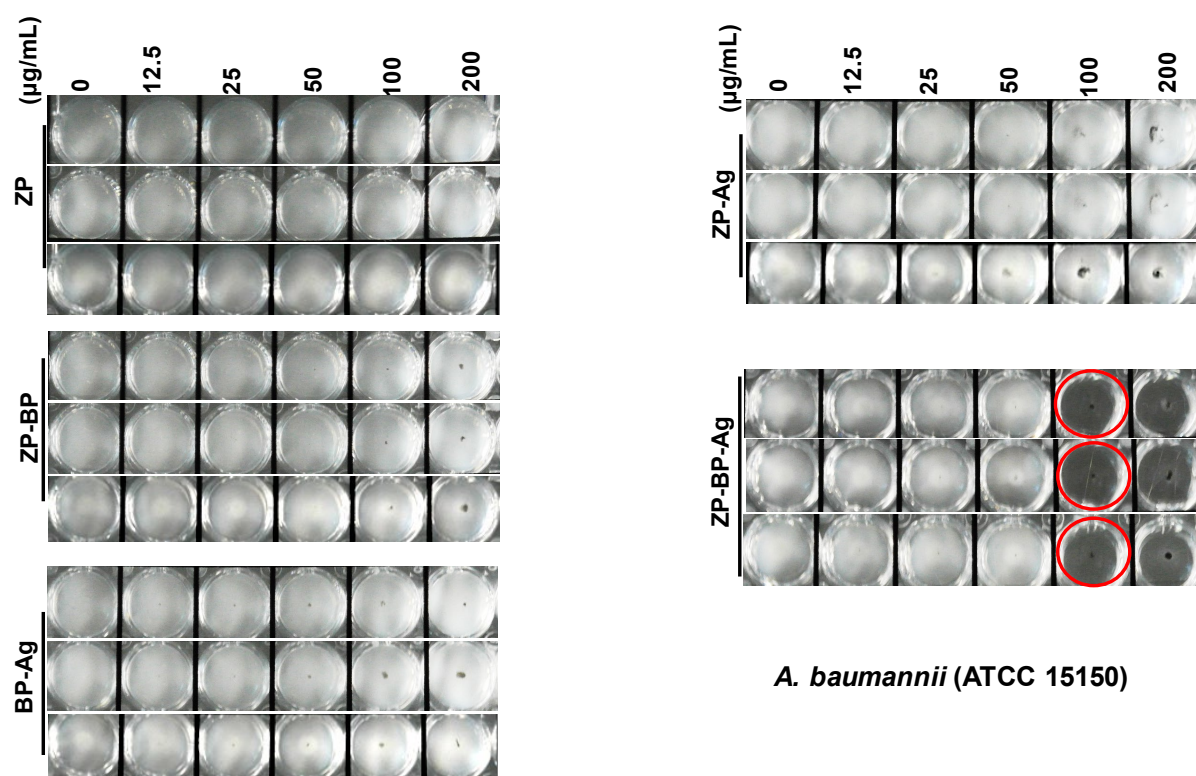 (µg/mL) 0 12.5 25 50 100 200
ZP
ZP-BP
BP-Ag
(µg/mL) 0 12.5 25 50 100 200
ZP-Ag
ZP-BP-Ag
A. baumannii (ATCC 15150)